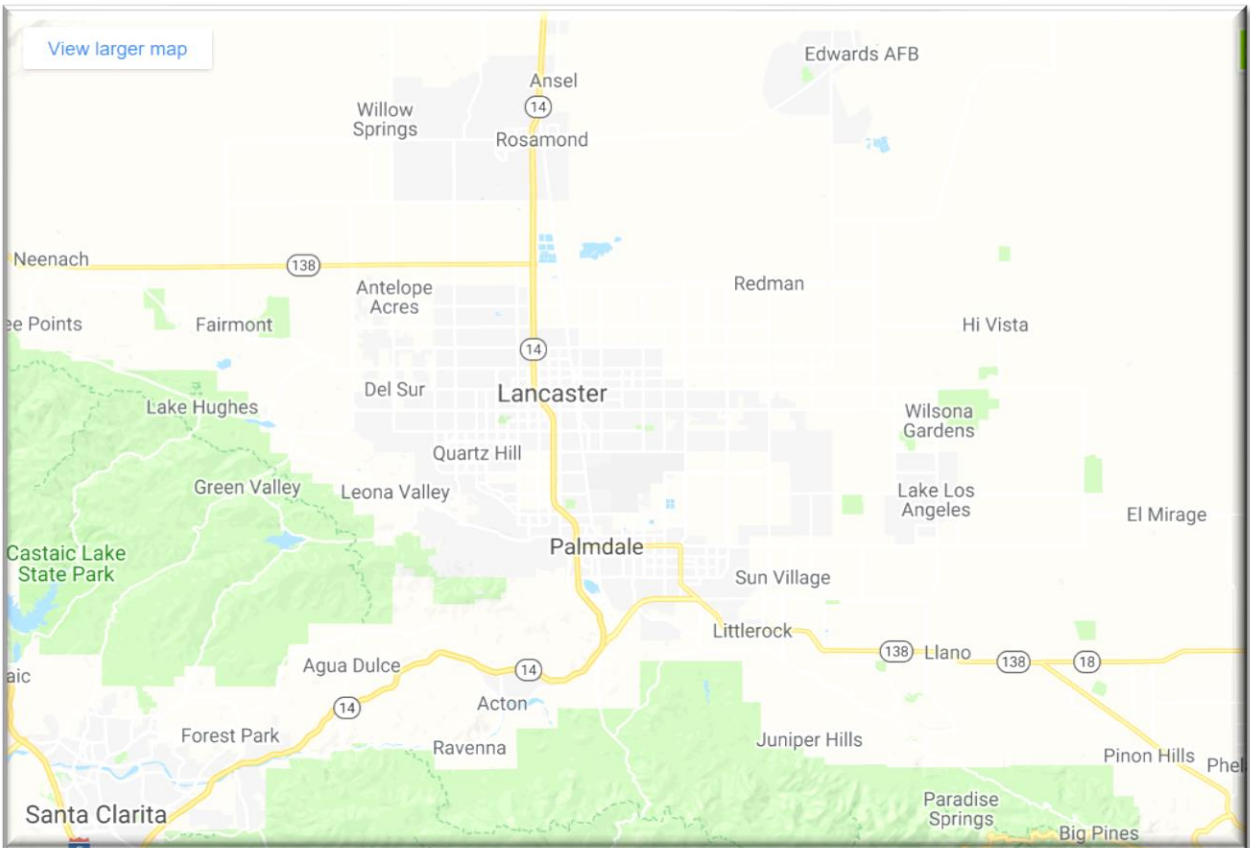 View larger map
Edwards AFB
Ansel
14
Willow
Springs
Rosamond
Neenach
138
Redman
Antelope
Acres
ee Points
Fairmont
Hi Vista
14
Del Sur
Lancaster
Lake Hughes
Wilsona
Gardens
Quartz Hill
Green Valley
Leona Valley
Lake Los
Angeles
El Mirage
Castaic Lake
State Park
Palmdale
Sun Village
Littlerock
138
Llano
138
18
Agua Dulce
14
aic
14
Acton
Forest Park
Ravenna
Juniper Hills
Pinon Hills
Phel
Santa Clarita
Paradise
Springs
Big Pines